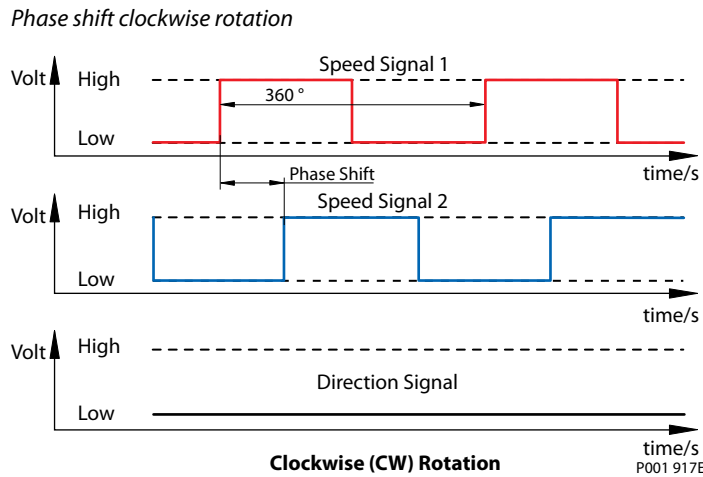 Phase shift clockwise rotation
Speed Signal 1
Volt High
360 °
Low
time/s
Phase Shift
Speed Signal 2
Volt High
Low
time/s
Volt High
Direction Signal
Low
time/s
Clockwise (CW) Rotation
P001 917E